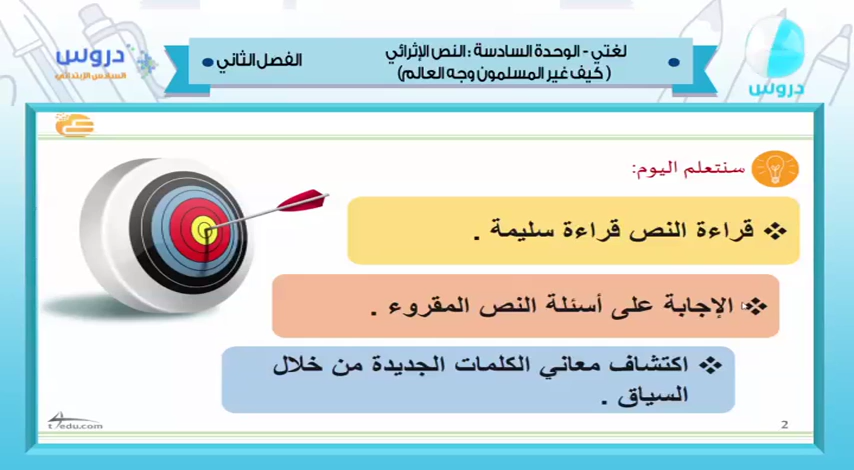 دروس
السادس الإبتدائي
لغتي - الوحدة السادسة : النص الإثرائي
( كيف غير المسلمون وجه العالم)
الفصل الثاني
دروس
سنتعلم اليوم:
قراءة النص قراءة سليمة .
الإجابة على أسئلة النص المقروء .
اكتشاف معاني الكلمات الجديدة من خلال
السياق .
t4edu.com
2